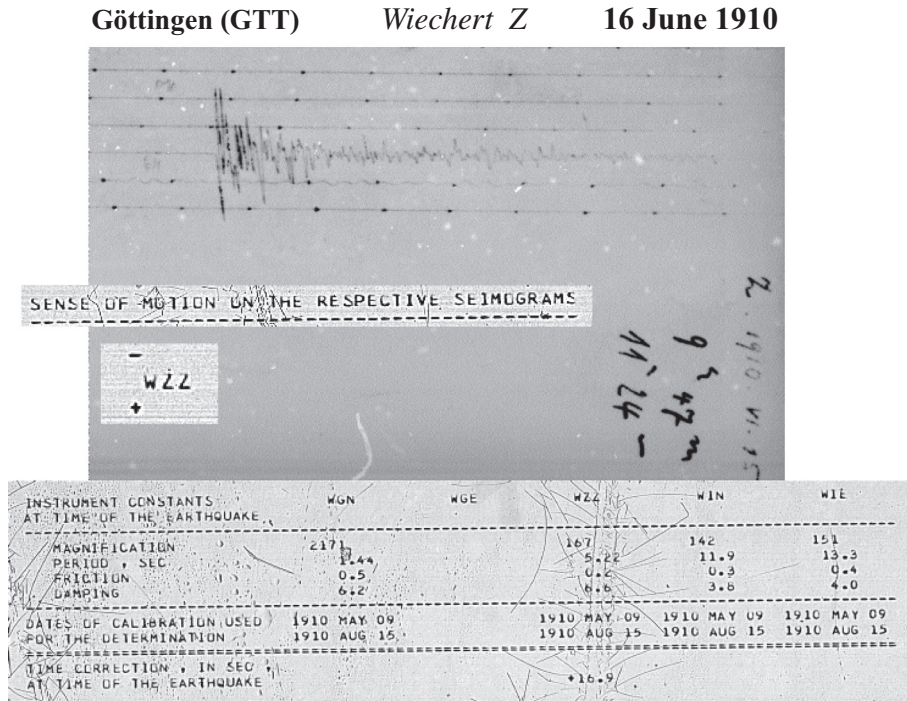 Göttingen (GTT) Wiechert Z 16 June 1910
SENSE OF MOTION ON THE RESPECTIVE SEIMOGRAMS
-
WZZ
+
Z. 1910. VI.
9h 47m
11h 24 -
INSTRUMENT CONSTANTS WGN WGE WZZ WIN WIE
AT TIME OF THE EARTHQUAKE
MAGNIFICATION 2171 167 142 151
PERIOD , SEC 1.44 5.22 11.9 13.3
FRICTION 0.5 0.2 0.3 0.4
DAMPING 6.2 6.6 3.8 4.0
DATES OF CALIBRATION USED 1910 MAY 09 1910 MAY 09 1910 MAY 09 1910 MAY 09
FOR THE DETERMINATION 1910 AUG 15 1910 AUG 15 1910 AUG 15 1910 AUG 15
TIME CORRECTION , IN SEC ,
AT TIME OF THE EARTHQUAKE +16.9